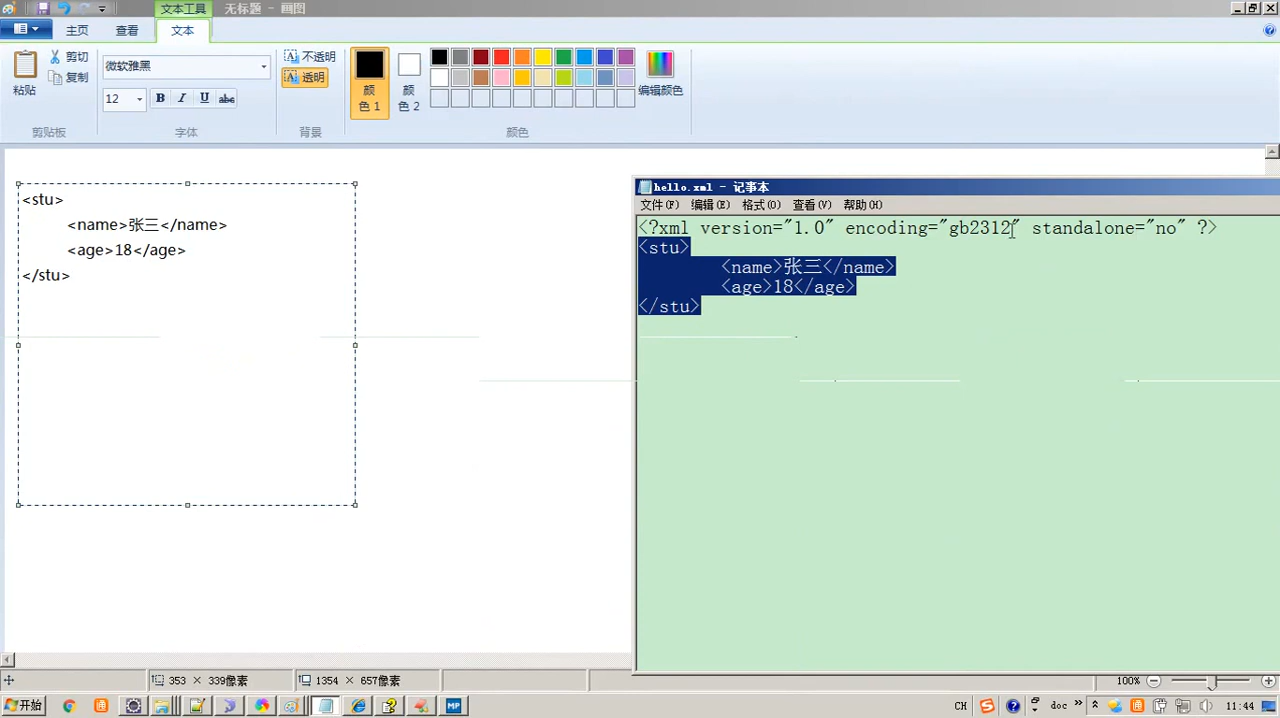 文本工具 无标题 - 画图
主页 查看 文本
粘贴
剪切
复制
剪贴板
微软雅黑
12 B I U abc
字体
不透明
透明
背景
颜色 1
颜色 2
编辑颜色
颜色
<stu>
<name>张三</name>
<age>18</age>
</stu>
hello.xml - 记事本
文件(F) 编辑(E) 格式(O) 查看(V) 帮助(H)
<?xml version="1.0" encoding="gb2312" standalone="no" ?>
<stu>
<name>张三</name>
<age>18</age>
</stu>
353 × 339像素 1354 × 657像素 100%
开始 MP CH doc » 11:44